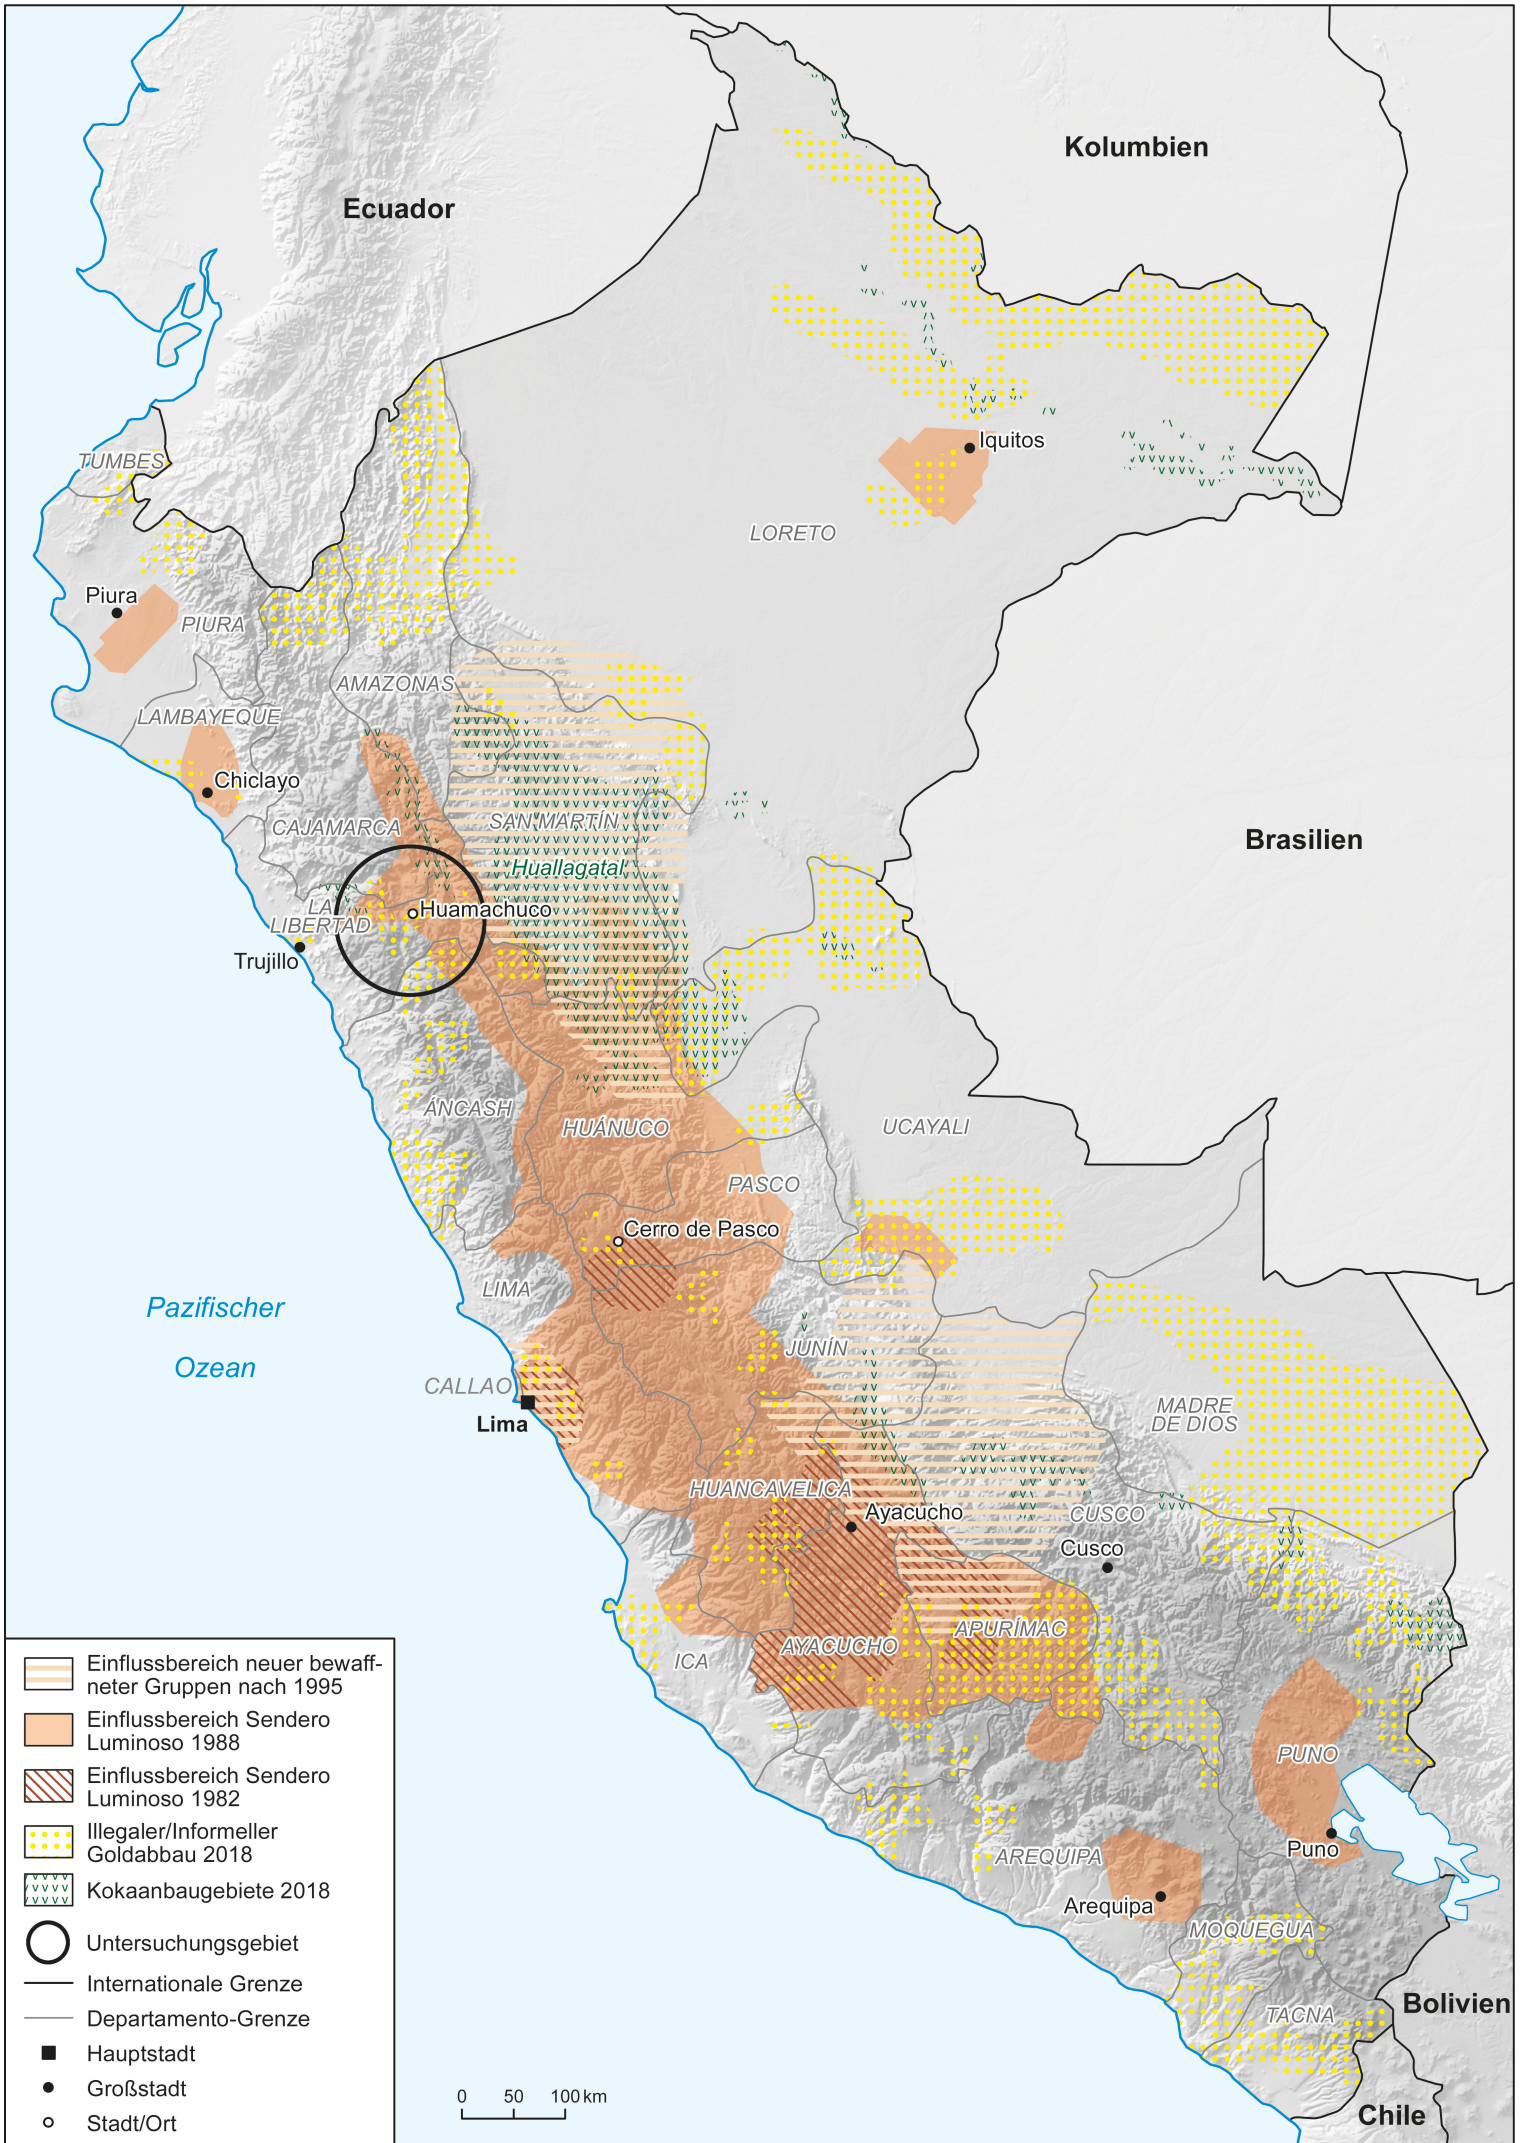 Kolumbien
Ecuador
Iquitos
TUMBES
LORETO
Piura
PIURA
AMAZONAS
LAMBAYEQUE
Chiclayo
CAJAMARCA
SAN MARTÍN
Brasilien
Huallagatal
LA
LIBERTAD
Huamachuco
Trujillo
ÁNCASH
HUÁNUCO
UCAYALI
PASCO
Cerro de Pasco
LIMA
Pazifischer
Ozean
JUNÍN
CALLAO
Lima
MADRE
DE DIOS
HUANCAVELICA
Ayacucho
CUSCO
Cusco
APURÍMAC
AYACUCHO
ICA
PUNO
Puno
AREQUIPA
Arequipa
MOQUEGUA
Bolivien
TACNA
Chile
Einflussbereich neuer bewaff-
neter Gruppen nach 1995
Einflussbereich Sendero
Luminoso 1988
Einflussbereich Sendero
Luminoso 1982
Illegaler/Informeller
Goldabbau 2018
Kokaanbaugebiete 2018
Untersuchungsgebiet
Internationale Grenze
Departamento-Grenze
Hauptstadt
Großstadt
Stadt/Ort
0 50 100 km